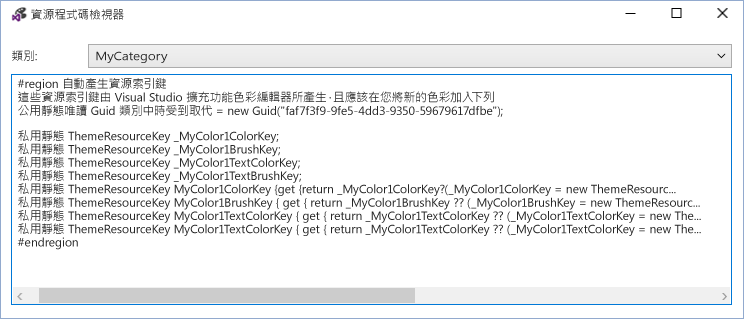 資源程式碼檢視器
類別:
MyCategory
#region 自動產生資源索引鍵
這些資源索引鍵由 Visual Studio 擴充功能色彩編輯器所產生，且應該在您將新的色彩加入下列
公用靜態唯讀 Guid 類別中時受到取代 = new Guid("faf7f3f9-9fe5-4dd3-9350-59679617dfbe");
私用靜態 ThemeResourceKey _MyColor1ColorKey;
私用靜態 ThemeResourceKey _MyColor1BrushKey;
私用靜態 ThemeResourceKey _MyColor1TextColorKey;
私用靜態 ThemeResourceKey _MyColor1TextBrushKey;
私用靜態 ThemeResourceKey MyColor1ColorKey {get {return _MyColor1ColorKey?(_MyColor1ColorKey = new ThemeResourc...
私用靜態 ThemeResourceKey MyColor1BrushKey { get { return _MyColor1BrushKey ?? (_MyColor1BrushKey = new ThemeResourc...
私用靜態 ThemeResourceKey MyColor1TextColorKey { get { return _MyColor1TextColorKey ?? (_MyColor1TextColorKey = new The...
私用靜態 ThemeResourceKey MyColor1TextColorKey { get { return _MyColor1TextColorKey ?? (_MyColor1TextColorKey = new The...
#endregion